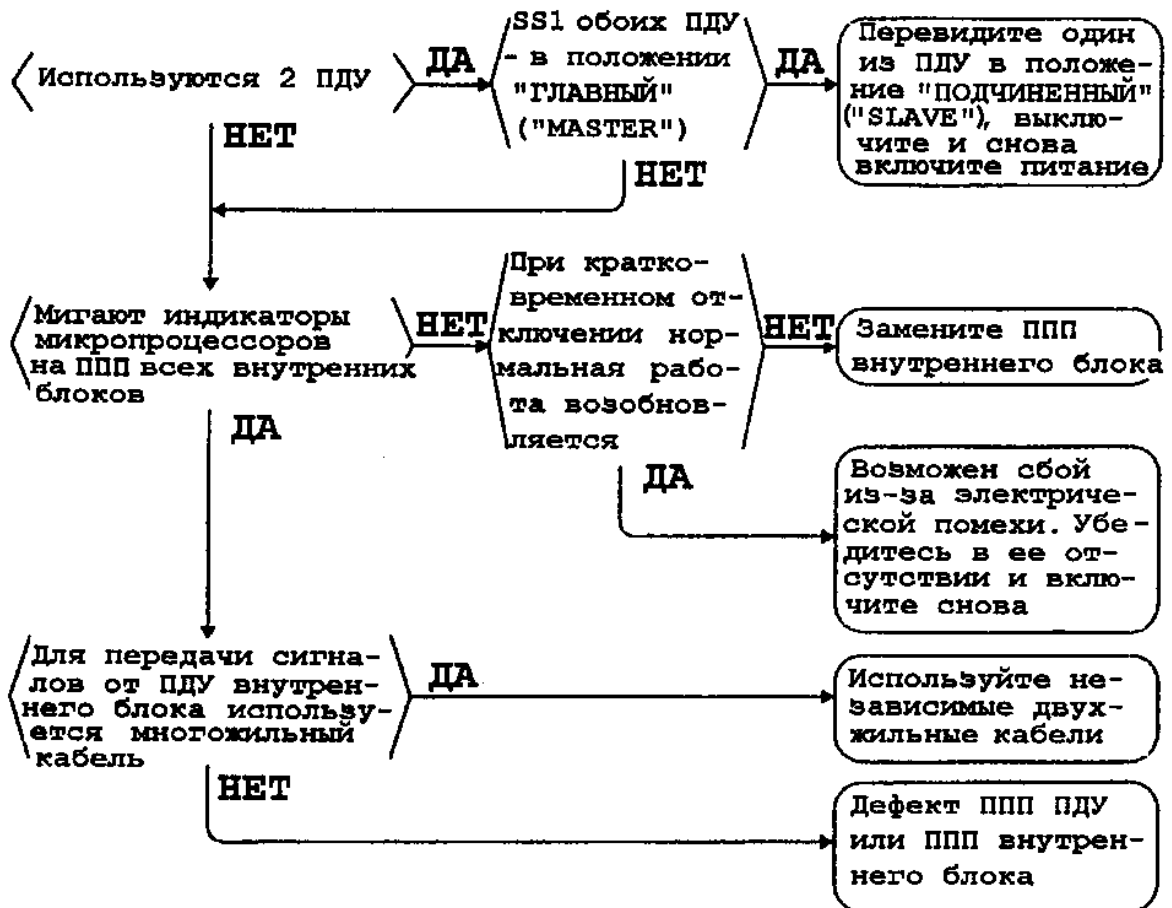 Используются 2 ПДУ
ДА
SS1 обоих ПДУ
- в положении
"ГЛАВНЫЙ"
("MASTER")
ДА
Перевидите один
из ПДУ в положе-
ние "ПОДЧИНЕННЫЙ"
("SLAVE"), выклю-
чите и снова
включите питание
НЕТ
НЕТ
Мигают индикаторы
микропроцессоров
на ППП всех внутренних
блоков
НЕТ
При кратко-
временном от-
ключении нор-
мальная рабо-
та возобнов-
ляется
НЕТ
Замените ППП
внутреннего блока
ДА
ДА
Возможен сбой
из-за электриче-
ской помехи. Убе-
дитесь в ее от-
сутствии и вклю-
чите снова
Для передачи сигна-
лов от ПДУ внутрен-
него блока использу-
ется многожильный
кабель
ДА
Используйте не-
зависимые двух-
жильные кабели
НЕТ
Дефект ППП ПДУ
или ППП внутрен-
него блока